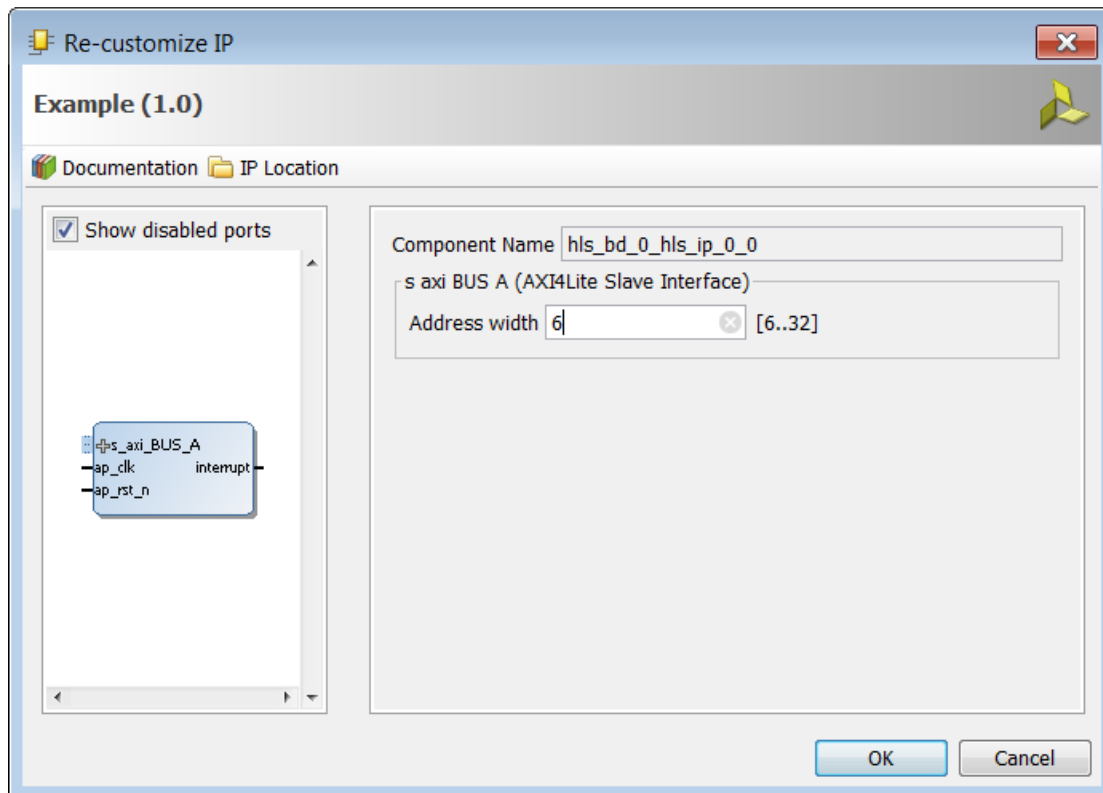 Re-customize IP
Example (1.0)
Documentation IP Location
Show disabled ports
s_axi_BUS_A
ap_clk interrupt
ap_rst_n
Component Name hls_bd_0_hls_ip_0_0
s axi BUS A (AXI4Lite Slave Interface)
Address width 6 [6..32]
OK Cancel